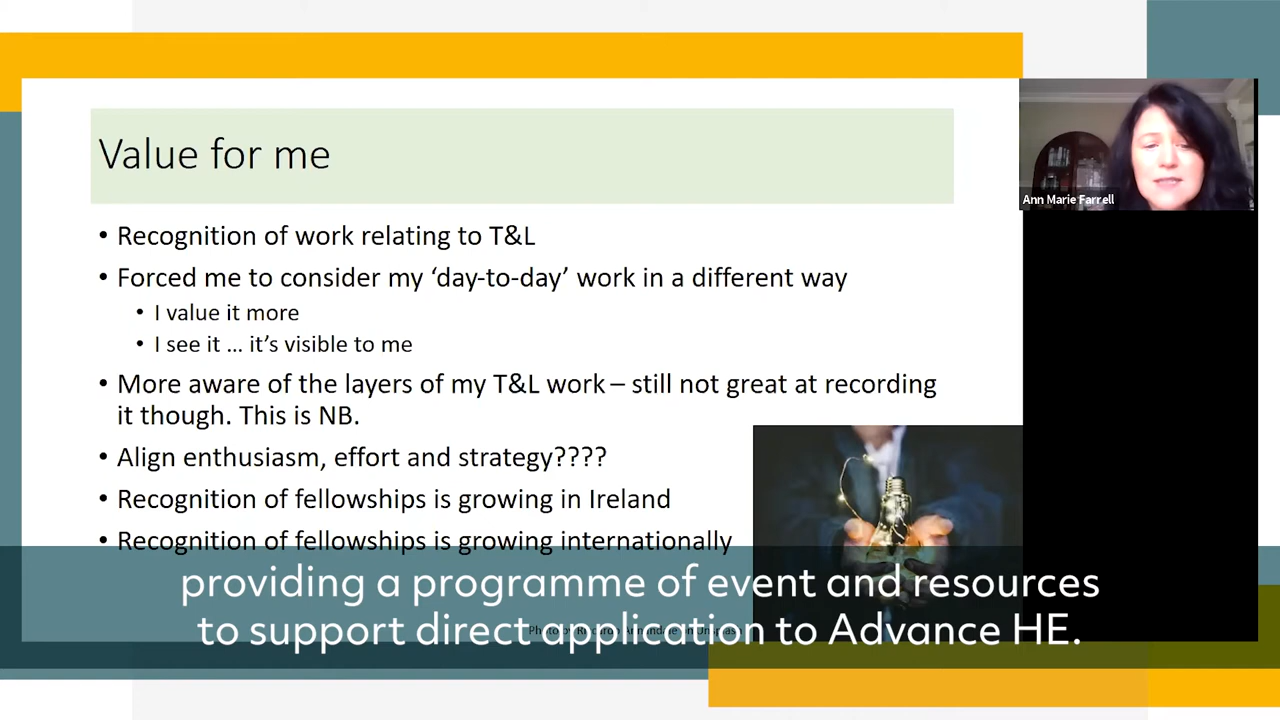 Value for me
• Recognition of work relating to T&L
• Forced me to consider my ‘day-to-day’ work in a different way
• I value it more
• I see it … it’s visible to me
• More aware of the layers of my T&L work – still not great at recording
it though. This is NB.
• Align enthusiasm, effort and strategy????
• Recognition of fellowships is growing in Ireland
• Recognition of fellowships is growing internationally
Ann Marie Farrell
providing a programme of event and resources
to support direct application to Advance HE.